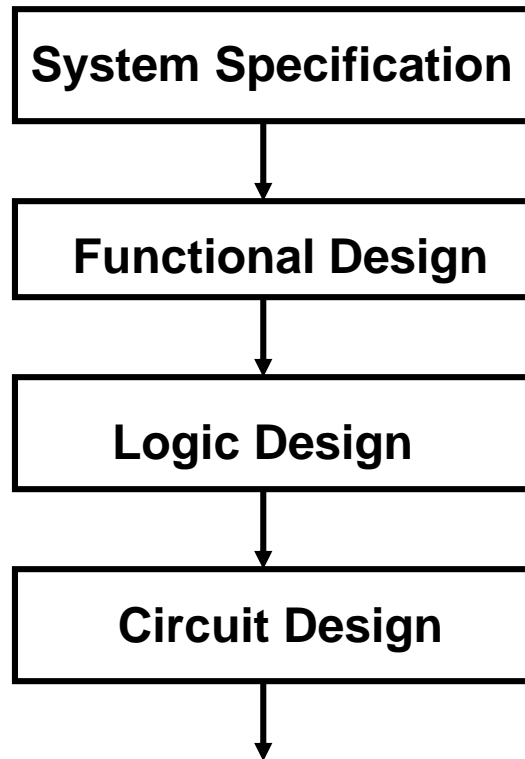 System Specification
Functional Design
Logic Design
Circuit Design